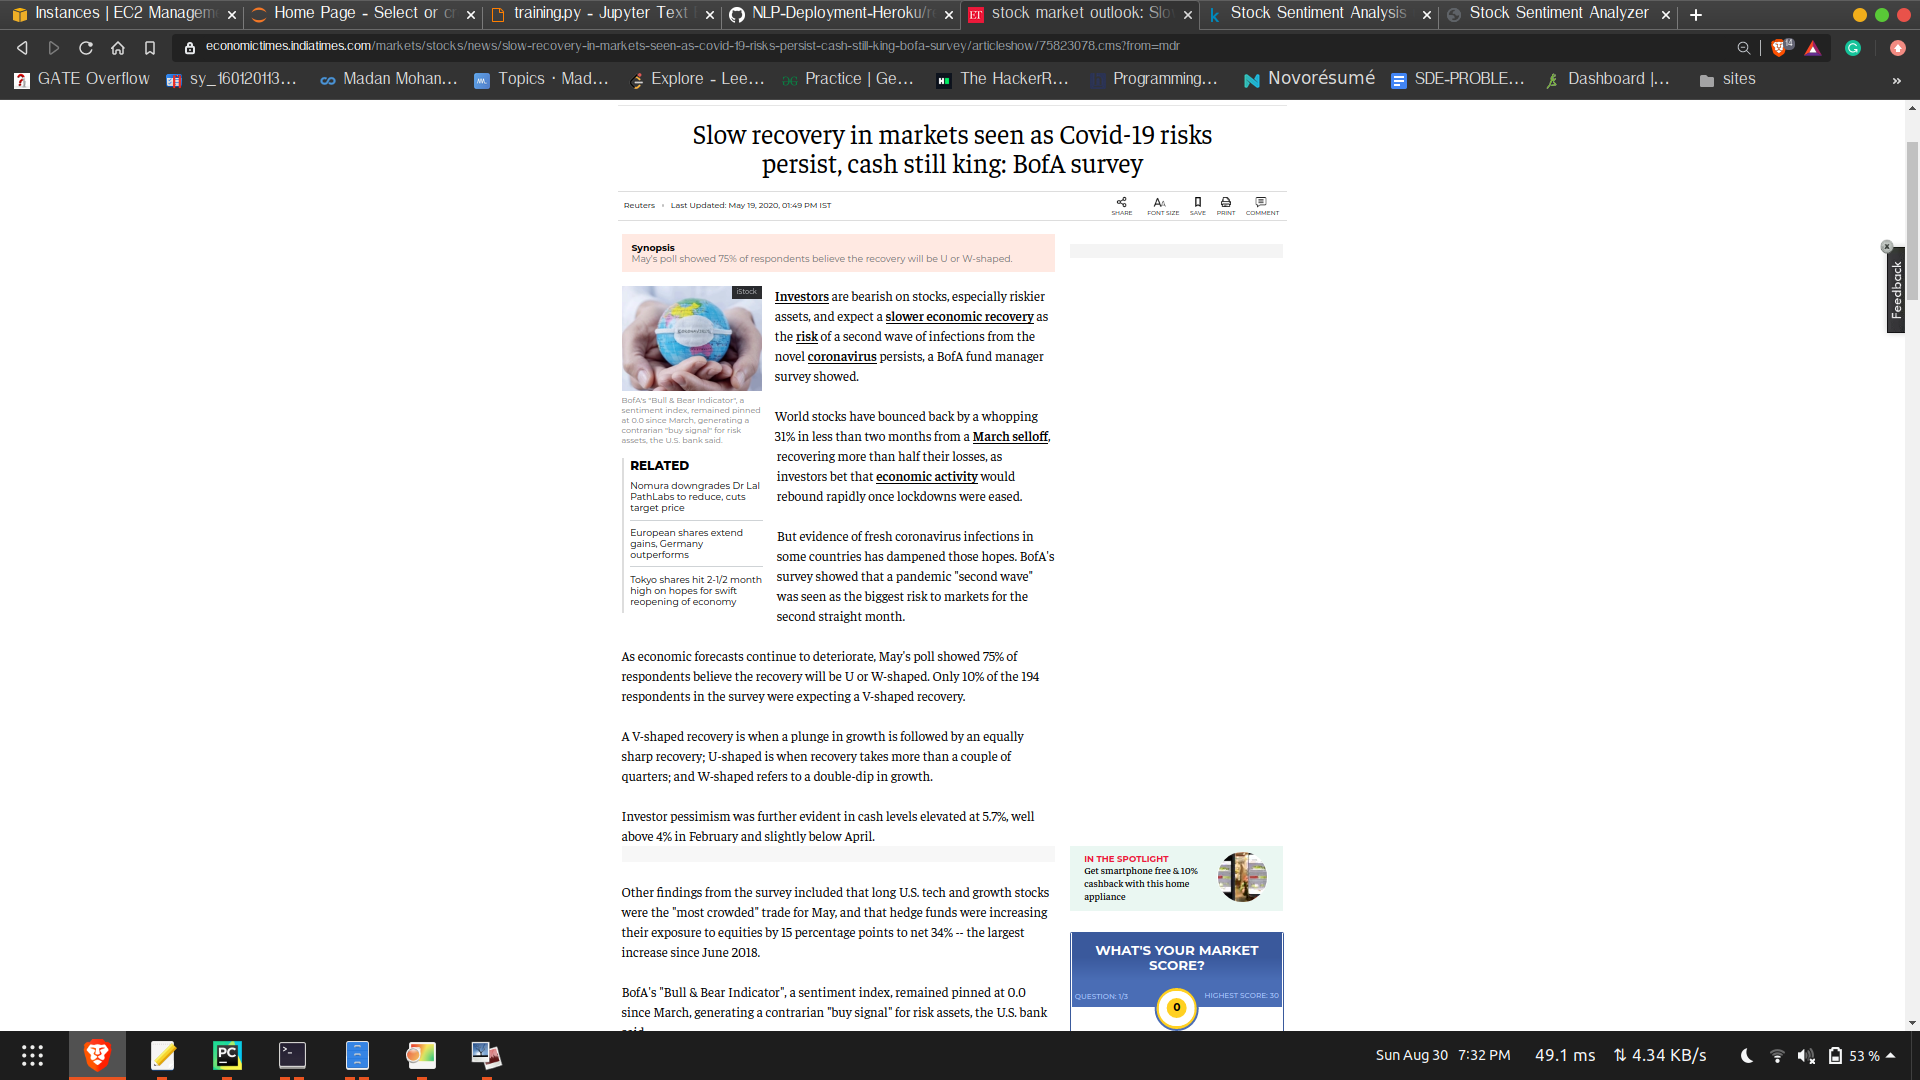 Instances | EC2 Managem
Home Page - Select or cr
training.py - Jupyter Text
NLP-Deployment-Heroku/r
stock market outlook: Slo
Stock Sentiment Analysis
Stock Sentiment Analyzer
economictimes.indiatimes.com/markets/stocks/news/slow-recovery-in-markets-seen-as-covid-19-risks-persist-cash-still-king-bofa-survey/articleshow/75823078.cms?from=mdr
14
GATE Overflow
sy_160120113...
Madan Mohan...
Topics · Mad...
Explore - Lee...
Practice | Ge...
The HackerR...
Programming...
Novorésumé
SDE-PROBLE...
Dashboard |...
sites
»
Slow recovery in markets seen as Covid-19 risks
persist, cash still king: BofA survey
Reuters
Last Updated: May 19, 2020, 01:49 PM IST
SHARE
FONT SIZE
SAVE
PRINT
COMMENT
Synopsis
May's poll showed 75% of respondents believe the recovery will be U or W-shaped.
Feedback
iStock
BofA's "Bull & Bear Indicator", a
sentiment index, remained pinned
at 0.0 since March, generating a
contrarian "buy signal" for risk
assets, the U.S. bank said.
RELATED
Nomura downgrades Dr Lal
PathLabs to reduce, cuts
target price
European shares extend
gains, Germany
outperforms
Tokyo shares hit 2-1/2 month
high on hopes for swift
reopening of economy
Investors are bearish on stocks, especially riskier
assets, and expect a slower economic recovery as
the risk of a second wave of infections from the
novel coronavirus persists, a BofA fund manager
survey showed.
World stocks have bounced back by a whopping
31% in less than two months from a March selloff,
recovering more than half their losses, as
investors bet that economic activity would
rebound rapidly once lockdowns were eased.
But evidence of fresh coronavirus infections in
some countries has dampened those hopes. BofA's
survey showed that a pandemic "second wave"
was seen as the biggest risk to markets for the
second straight month.
As economic forecasts continue to deteriorate, May's poll showed 75% of
respondents believe the recovery will be U or W-shaped. Only 10% of the 194
respondents in the survey were expecting a V-shaped recovery.
A V-shaped recovery is when a plunge in growth is followed by an equally
sharp recovery; U-shaped is when recovery takes more than a couple of
quarters; and W-shaped refers to a double-dip in growth.
Investor pessimism was further evident in cash levels elevated at 5.7%, well
above 4% in February and slightly below April.
Other findings from the survey included that long U.S. tech and growth stocks
were the "most crowded" trade for May, and that hedge funds were increasing
their exposure to equities by 15 percentage points to net 34% -- the largest
increase since June 2018.
BofA's "Bull & Bear Indicator", a sentiment index, remained pinned at 0.0
since March, generating a contrarian "buy signal" for risk assets, the U.S. bank
IN THE SPOTLIGHT
Get smartphone free & 10%
cashback with this home
appliance
WHAT'S YOUR MARKET
SCORE?
QUESTION: 1/3
HIGHEST SCORE: 30
0
Sun Aug 30 7:32 PM
49.1 ms
4.34 KB/s
53 %